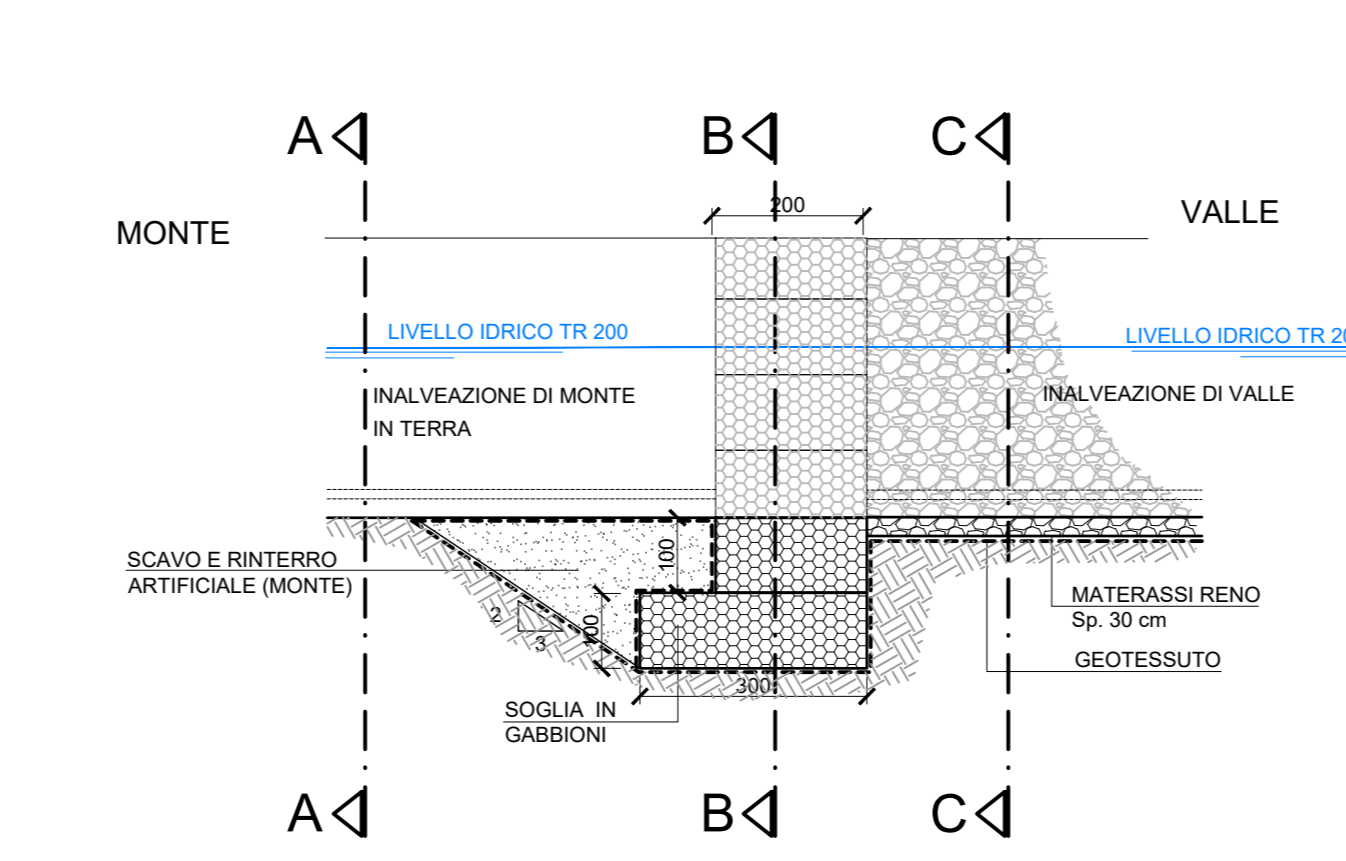 A B C
200
MONTE
VALLE
LIVELLO IDRICO TR 200
LIVELLO IDRICO TR 20
INALVEAZIONE DI MONTE
IN TERRA
INALVEAZIONE DI VALLE
SCAVO E RINTERRO
ARTIFICIALE (MONTE)
100
2
3
100
MATERASSI RENO
Sp. 30 cm
GEOTESSUTO
300
SOGLIA IN
GABBIONI
A B C